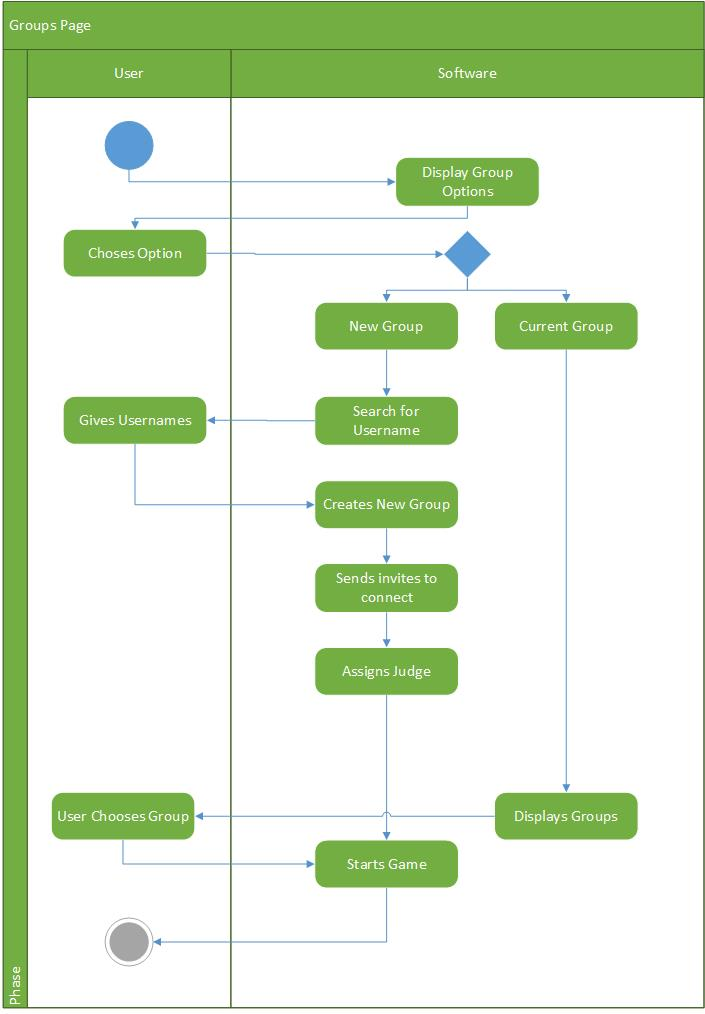 Groups Page
User
Software
Display Group
Options
Choses Option
New Group
Current Group
Gives Usernames
Search for
Username
Creates New Group
Sends invites to
connect
Assigns Judge
User Chooses Group
Displays Groups
Starts Game
Phase